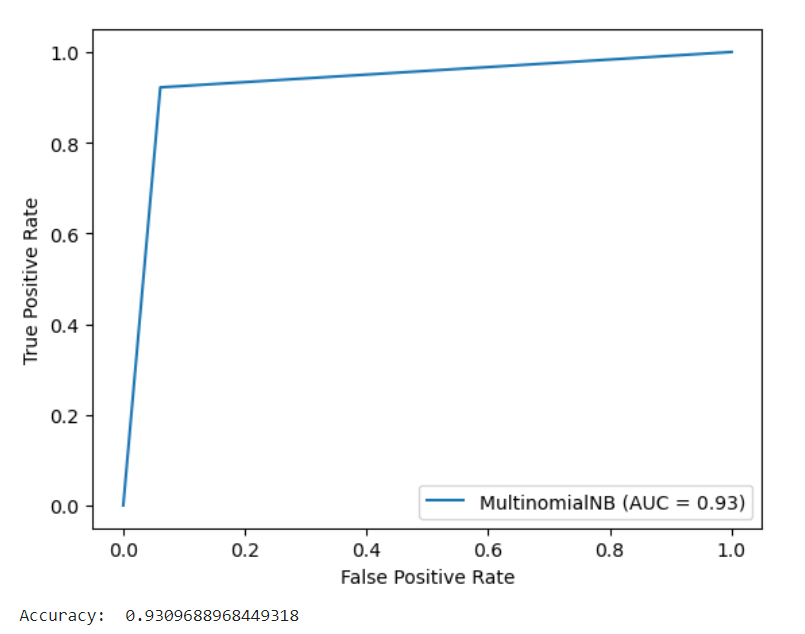 1.0
0.8
0.6
0.4
0.2
0.0
True Positive Rate
MultinomialNB (AUC = 0.93)
0.0 0.2 0.4 0.6 0.8 1.0
False Positive Rate
Accuracy:  0.9309688968449318